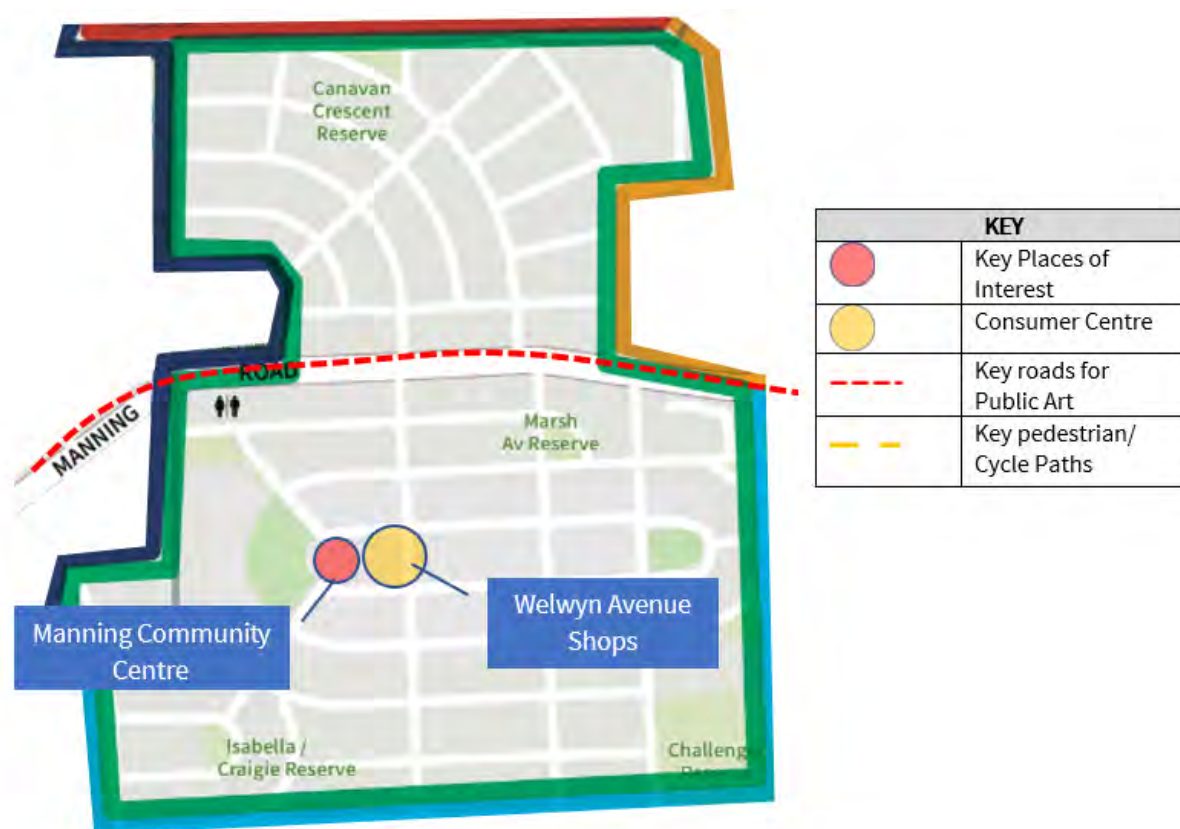 Canavan
Crescent
Reserve
MANNING
ROAD
Marsh
Av Reserve
Manning Community
Centre
Welwyn Avenue
Shops
Isabella /
Craigie Reserve
KEY
Key Places of
Interest
Consumer Centre
Key roads for
Public Art
Key pedestrian/
Cycle Paths